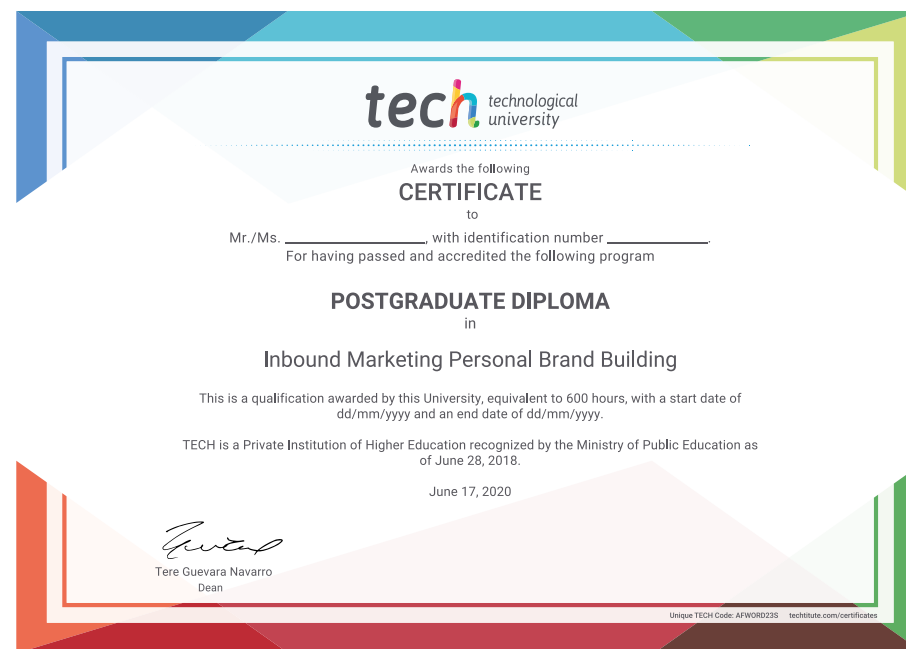 tech technological
university
Awards the following
CERTIFICATE
to
Mr./Ms. ____________________, with identification number ______________.
For having passed and accredited the following program
POSTGRADUATE DIPLOMA
in
Inbound Marketing Personal Brand Building
This is a qualification awarded by this University, equivalent to 600 hours, with a start date of
dd/mm/yyyy and an end date of dd/mm/yyyy.
TECH is a Private Institution of Higher Education recognized by the Ministry of Public Education as
of June 28, 2018.
June 17, 2020
Tere Guevara Navarro
Dean
Unique TECH Code: AFWORD23S techtitute.com/certificates